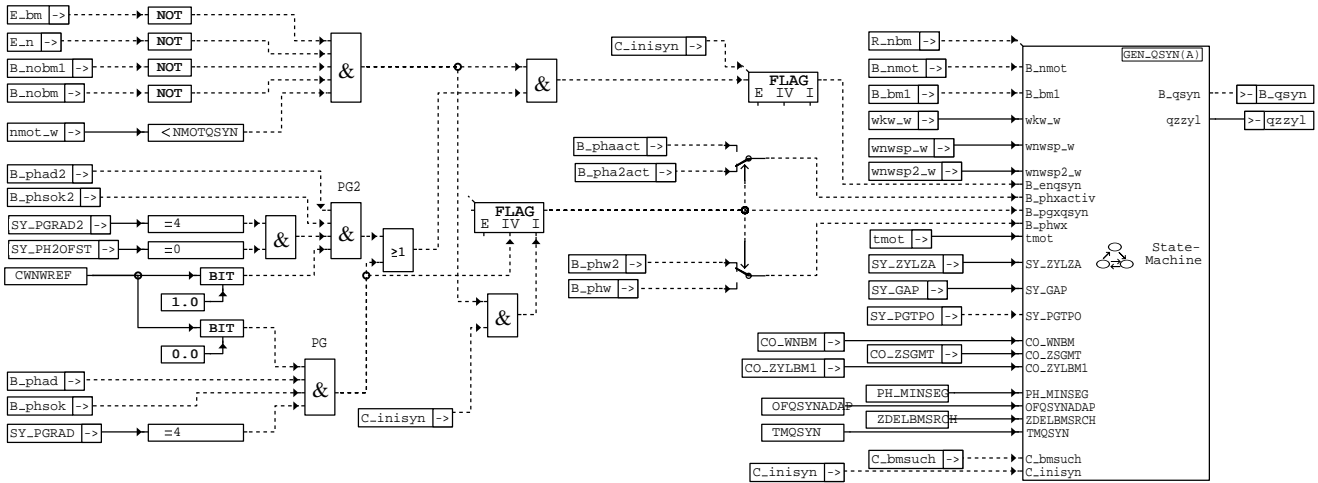 E_bm ->
NOT
E_n ->
NOT
B_nobm1 ->
NOT
B_nobm ->
NOT
nmot_w ->
<NMOTQSYN
&
&
C_inisyn ->
FLAG
E IV I
B_phad2 ->
B_phsok2 ->
SY_PGRAD2 ->
=4
SY_PH2OFST ->
=0
&
PG2
&
≥1
CWNWREF
BIT
1.0
BIT
0.0
PG
&
B_phad ->
B_phsok ->
SY_PGRAD ->
=4
C_inisyn ->
&
FLAG
E IV I
B_phaact ->
B_pha2act ->
B_phw2 ->
B_phw ->
R_nbm ->
B_nmot ->
B_bm1 ->
wkw_w ->
wnwsp_w ->
wnwsp2_w ->
tmot ->
SY_ZYLZA ->
SY_GAP ->
SY_PGTPO ->
CO_WNBM ->
CO_ZSGMT ->
CO_ZYLBM1 ->
PH_MINSEG
OFQSYNADAP
ZDELBMSRCH
TMQSYN
C_bmsuch ->
C_inisyn ->
GEN_QSYN(A)
B_nmot
B_bm1
wkw_w
wnwsp_w
wnwsp2_w
B_enqsyn
B_phxactiv
B_pgxqsyn
B_phwx
tmot
SY_ZYLZA
SY_GAP
SY_PGTPO
CO_WNBM
CO_ZSGMT
CO_ZYLBM1
PH_MINSEG
OFQSYNADAP
ZDELBMSRCH
TMQSYN
C_bmsuch
C_inisyn
State-
Machine
B_qsyn
qzzyl
>- B_qsyn
>- qzzyl